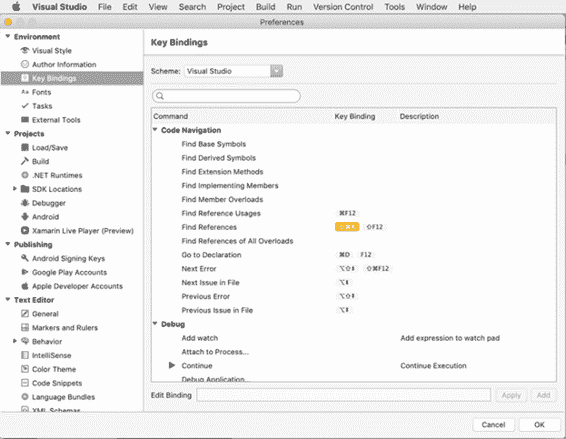 Visual Studio File Edit View Search Project Build Run Version Control Tools Window Help
Preferences
Environment
Visual Style
Author Information
Key Bindings
Fonts
Tasks
External Tools
Projects
Load/Save
Build
.NET Runtimes
SDK Locations
Debugger
Android
Xamarin Live Player (Preview)
Publishing
Android Signing Keys
Google Play Accounts
Apple Developer Accounts
Text Editor
General
Markers and Rulers
Behavior
IntelliSense
Color Theme
Code Snippets
Language Bundles
XML Schemas
Key Bindings
Scheme: Visual Studio
Command Key Binding Description
Code Navigation
Find Base Symbols
Find Derived Symbols
Find Extension Methods
Find Implementing Members
Find Member Overloads
Find Reference Usages ⌘F12
Find References ⇧F12
Find References of All Overloads
Go to Declaration ⌘D F12
Next Error ⇧⌘F12
Next Issue in File
Previous Error
Previous Issue in File
Debug
Add watch Add expression to watch pad
Attach to Process...
Continue Continue Execution
Debug Application...
Edit Binding Apply Add
Cancel OK